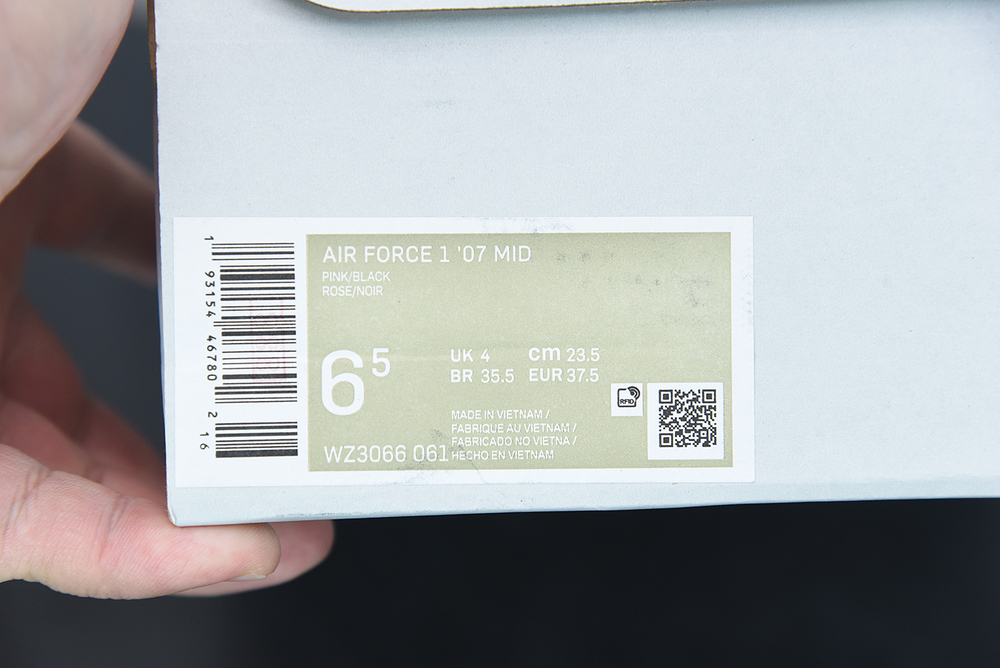 1 93154 46780 2 16
AIR FORCE 1 '07 MID
PINK/BLACK
ROSE/NOIR
6 5
UK 4 cm 23.5
BR 35.5 EUR 37.5
RFID
MADE IN VIETNAM /
FABRIQUE AU VIETNAM /
FABRICADO NO VIETNA /
HECHO EN VIETNAM
WZ3066 061